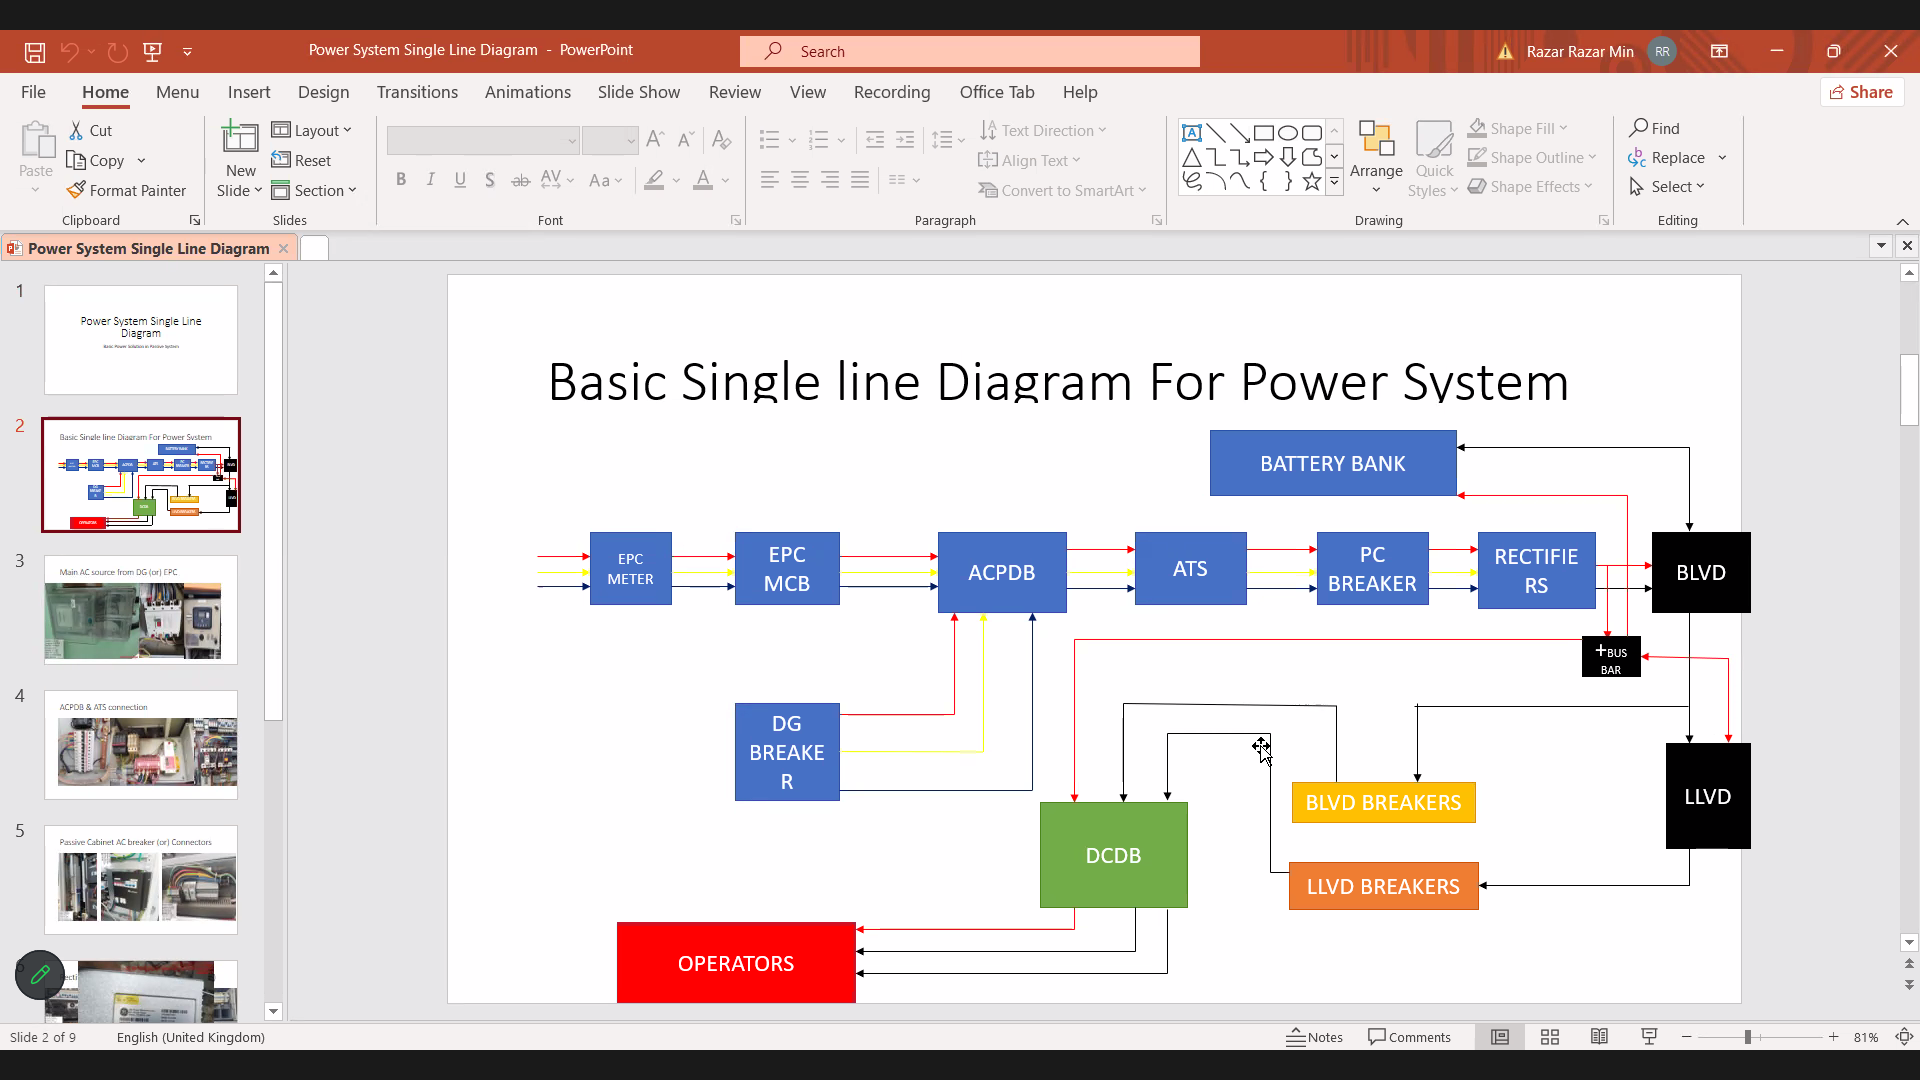 Power System Single Line Diagram - PowerPoint
Search
Razar Razar Min
RR
File
Home
Menu
Insert
Design
Transitions
Animations
Slide Show
Review
View
Recording
Office Tab
Help
Share
Paste
Cut
Copy
Format Painter
Clipboard
New
Slide
Layout
Reset
Section
Slides
B
I
U
S
ab
AV
Aa
A
Font
Text Direction
Align Text
Convert to SmartArt
Paragraph
Arrange
Quick
Styles
Shape Fill
Shape Outline
Shape Effects
Drawing
Find
Replace
Select
Editing
Power System Single Line Diagram
1
Power System Single Line
Diagram
Basic Power Solution in Passive System
2
Basic Single line Diagram For Power System
3
Main AC source from DG (or) EPC
4
ACPDB & ATS connection
5
Passive Cabinet AC breaker (or) Connectors
Basic Single line Diagram For Power System
BATTERY BANK
EPC
METER
EPC
MCB
ACPDB
ATS
PC
BREAKER
RECTIFIE
RS
BLVD
+BUS
BAR
DG
BREAKE
R
BLVD BREAKERS
LLVD
DCDB
LLVD BREAKERS
OPERATORS
Slide 2 of 9
English (United Kingdom)
Notes
Comments
81%